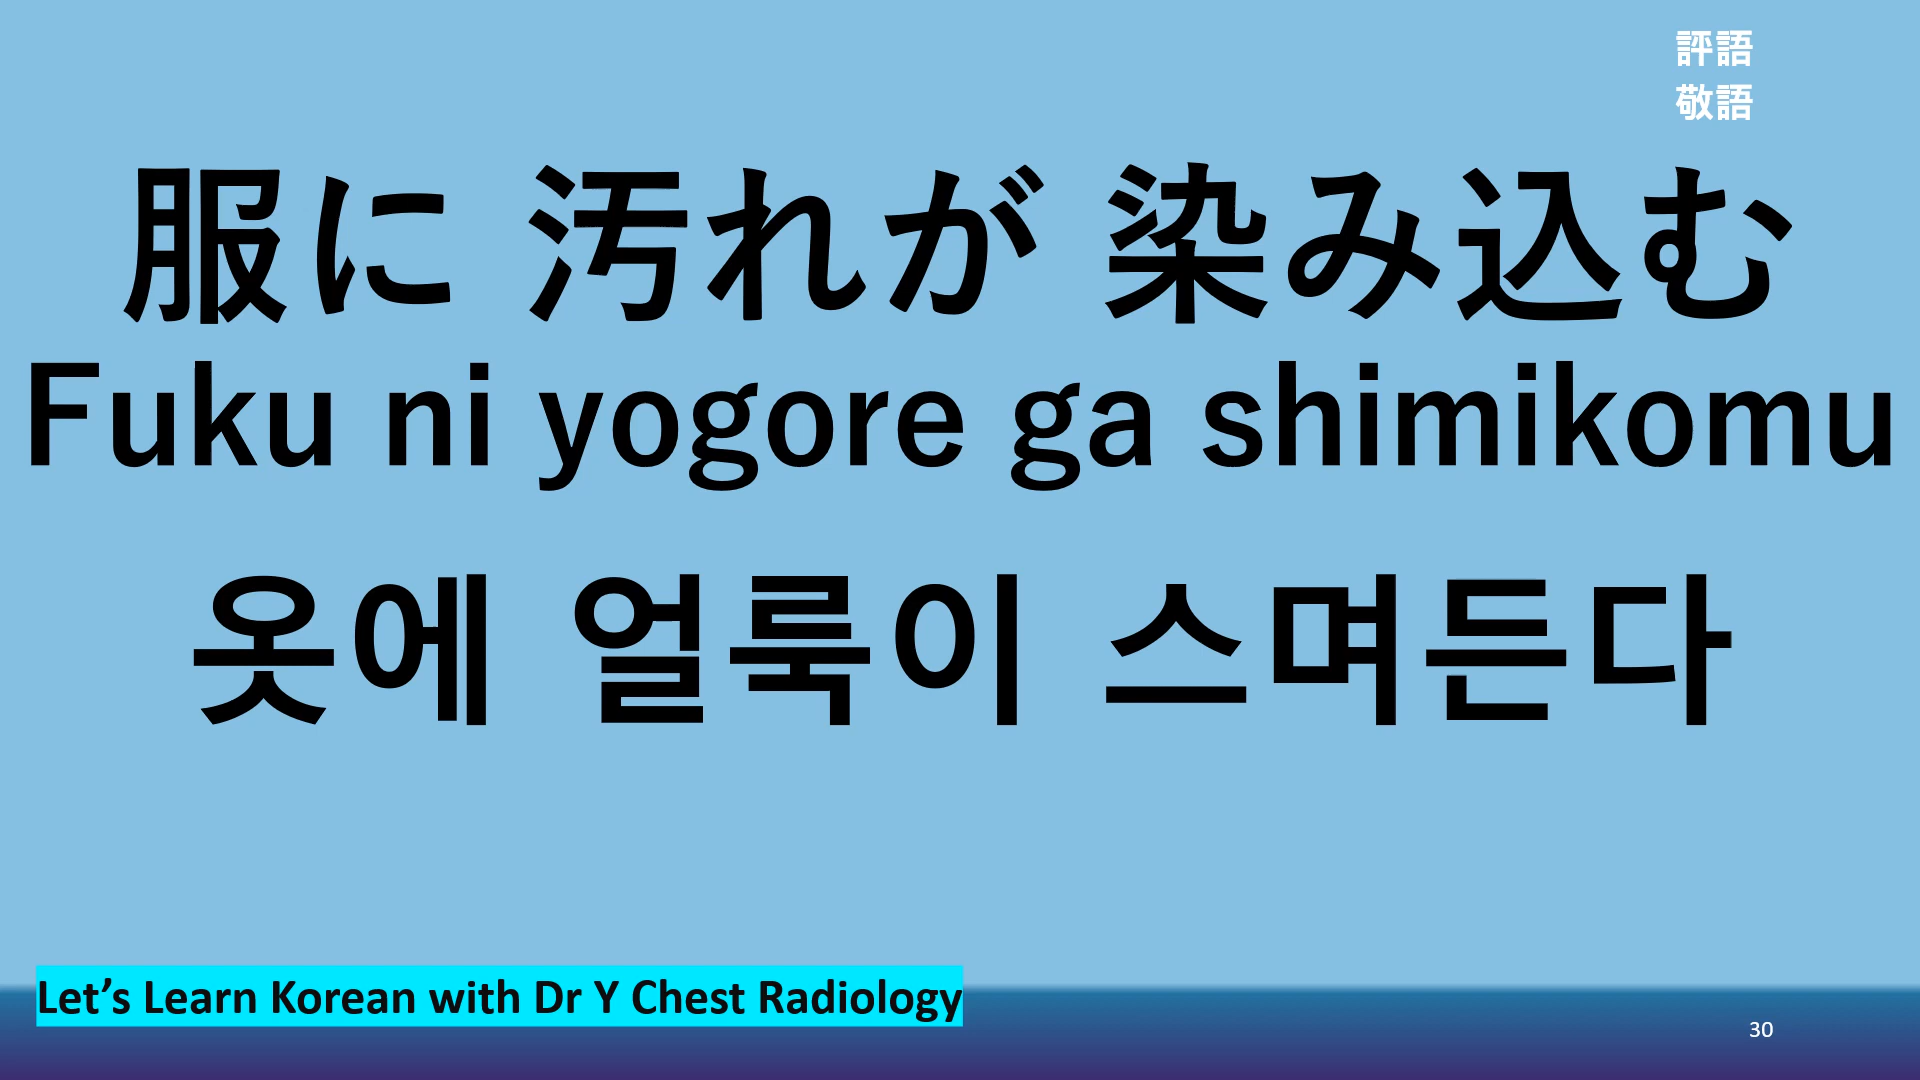 評語
敬語
服に 汚れが 染み込む
Fuku ni yogore ga shimikomu
옷에 얼룩이 스며든다
Let’s Learn Korean with Dr Y Chest Radiology
30